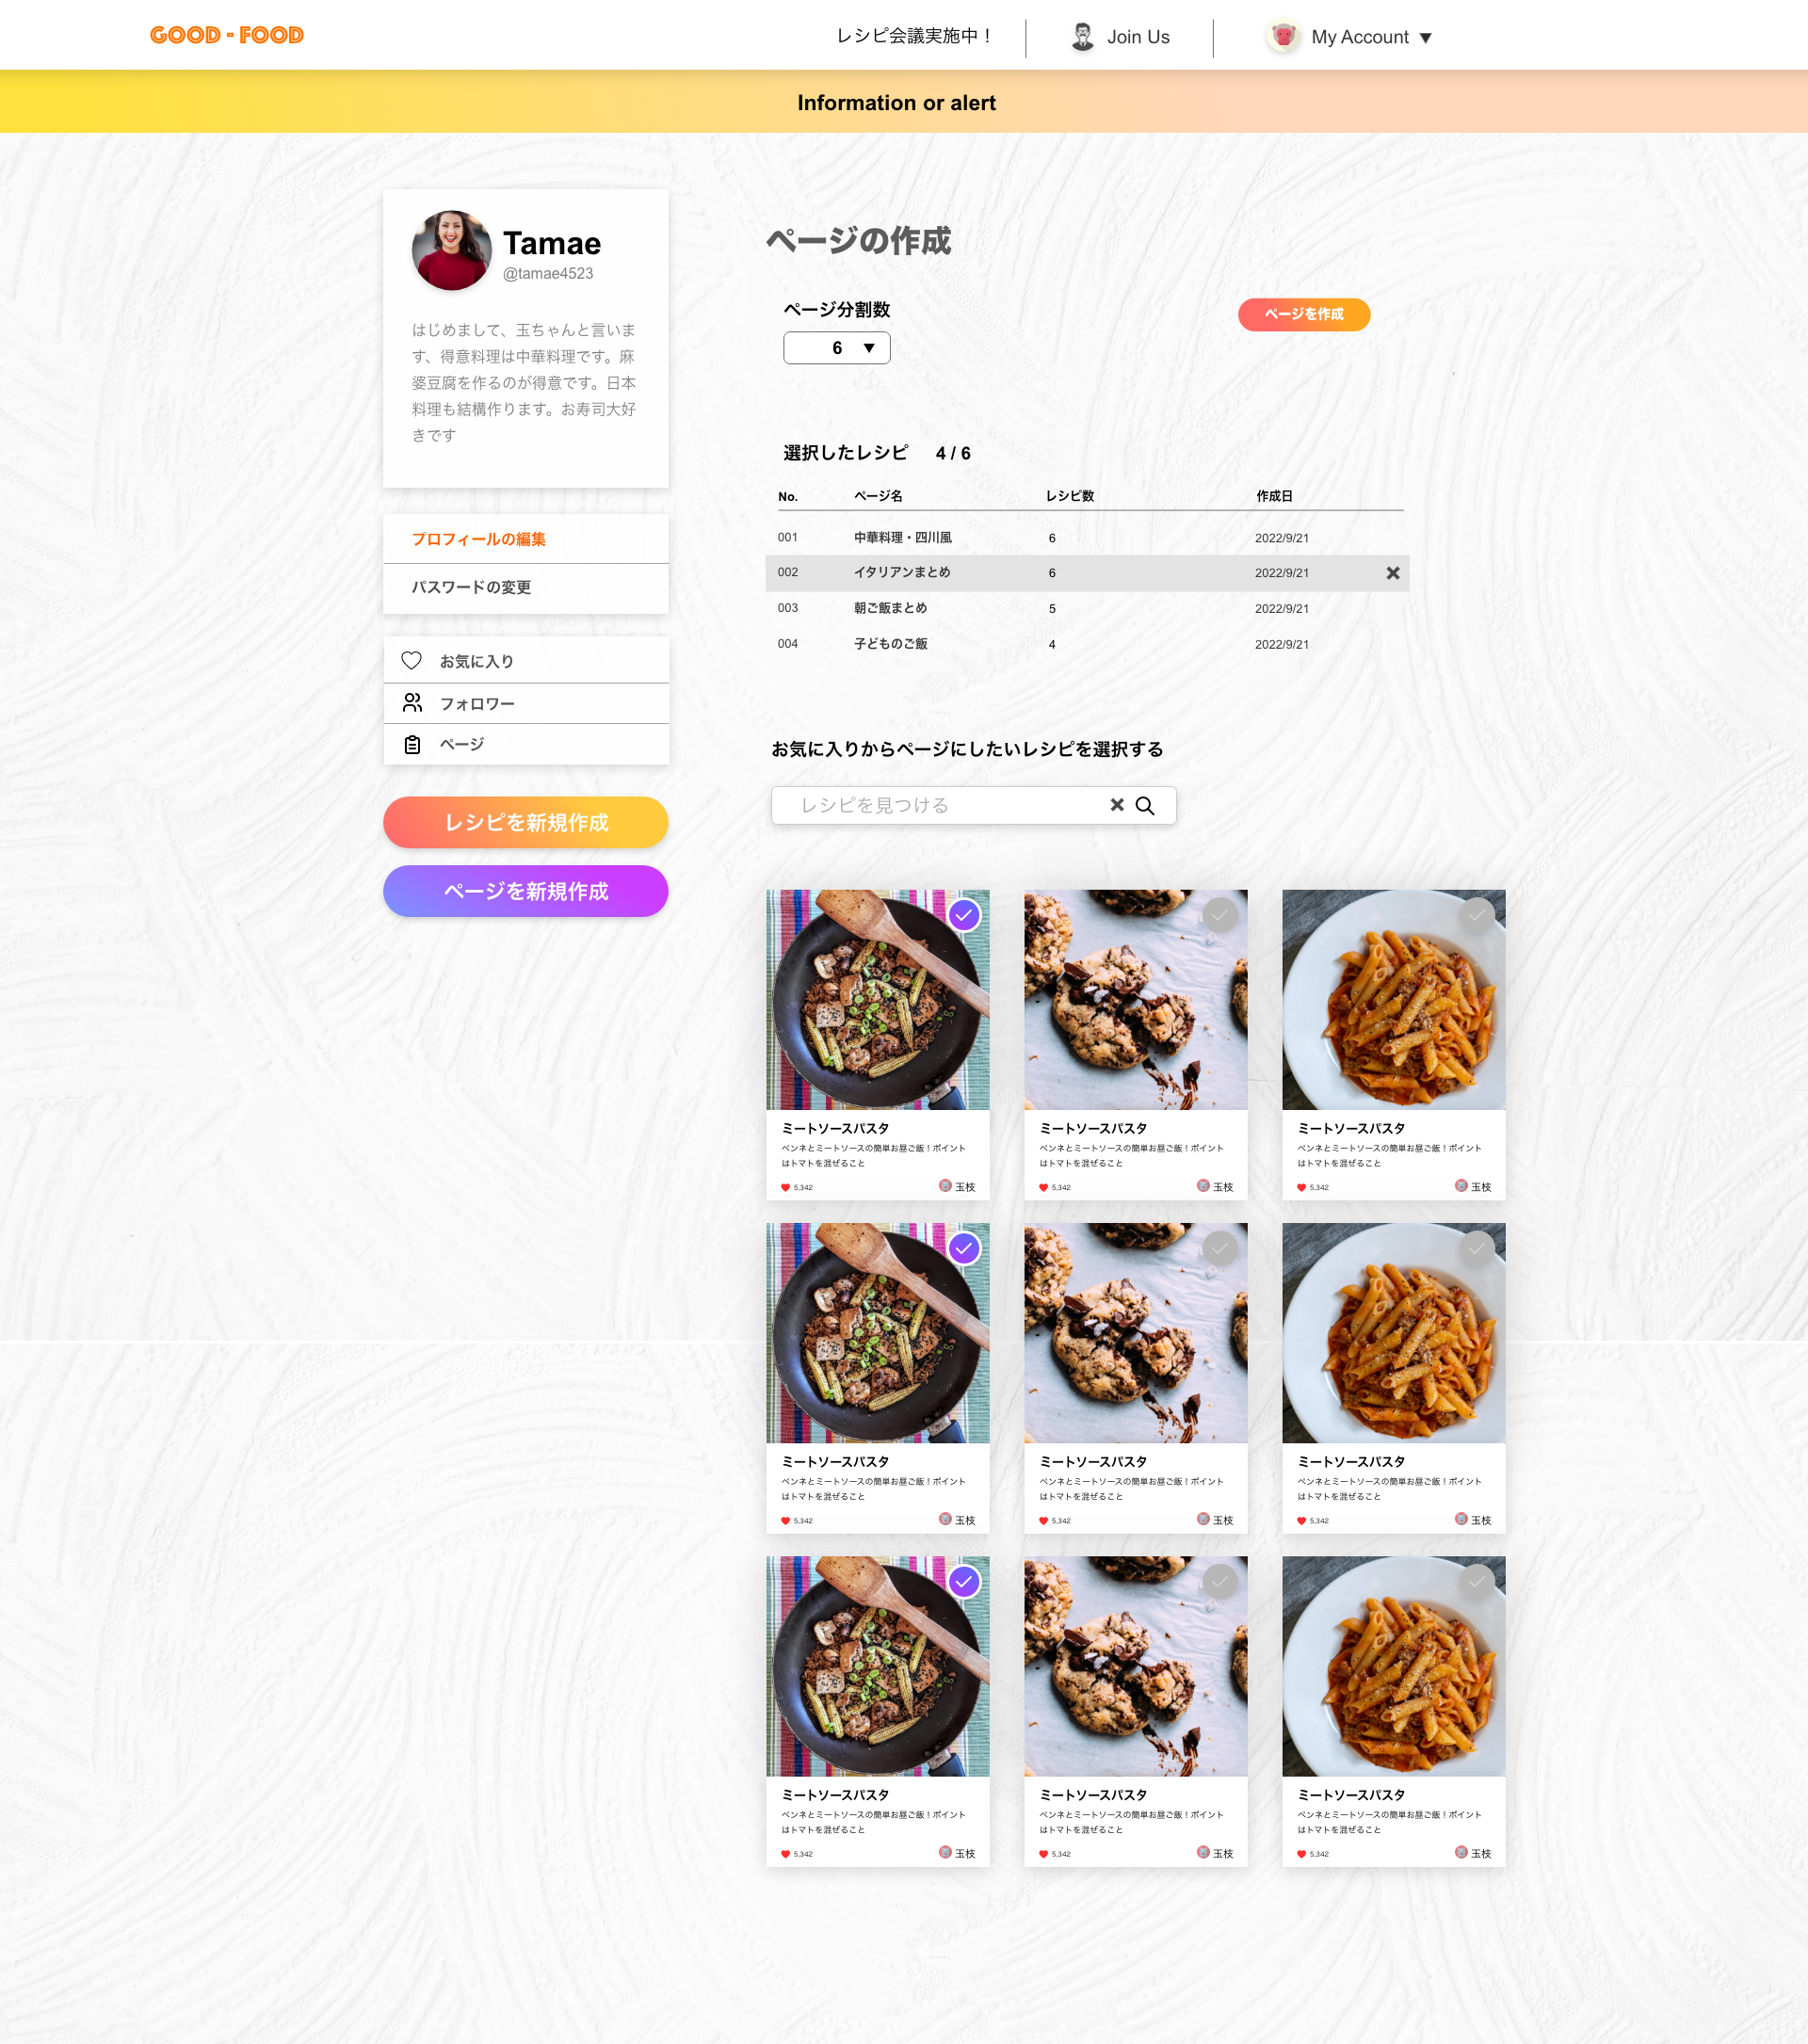 GOOD - FOOD
レシピ会議実施中！
Join Us
My Account ▼
Information or alert
Tamae
@tamae4523
はじめまして、玉ちゃんと言いま
す、得意料理は中華料理です。麻
婆豆腐を作るのが得意です。日本
料理も結構作ります。お寿司大好
きです
プロフィールの編集
パスワードの変更
お気に入り
フォロワー
ページ
レシピを新規作成
ページを新規作成
ページの作成
ページ分割数
6 ▼
ページを作成
選択したレシピ 4 / 6
No. ページ名 レシピ数 作成日
001 中華料理・四川風 6 2022/9/21
002 イタリアンまとめ 6 2022/9/21
003 朝ご飯まとめ 5 2022/9/21
004 子どものご飯 4 2022/9/21
お気に入りからページにしたいレシピを選択する
レシピを見つける
ミートソースパスタ
ペンネとミートソースの簡単お昼ご飯！ポイント
はトマトを混ぜること
5,342 玉枝
ミートソースパスタ
ペンネとミートソースの簡単お昼ご飯！ポイント
はトマトを混ぜること
5,342 玉枝
ミートソースパスタ
ペンネとミートソースの簡単お昼ご飯！ポイント
はトマトを混ぜること
5,342 玉枝
ミートソースパスタ
ペンネとミートソースの簡単お昼ご飯！ポイント
はトマトを混ぜること
5,342 玉枝
ミートソースパスタ
ペンネとミートソースの簡単お昼ご飯！ポイント
はトマトを混ぜること
5,342 玉枝
ミートソースパスタ
ペンネとミートソースの簡単お昼ご飯！ポイント
はトマトを混ぜること
5,342 玉枝
ミートソースパスタ
ペンネとミートソースの簡単お昼ご飯！ポイント
はトマトを混ぜること
5,342 玉枝
ミートソースパスタ
ペンネとミートソースの簡単お昼ご飯！ポイント
はトマトを混ぜること
5,342 玉枝
ミートソースパスタ
ペンネとミートソースの簡単お昼ご飯！ポイント
はトマトを混ぜること
5,342 玉枝